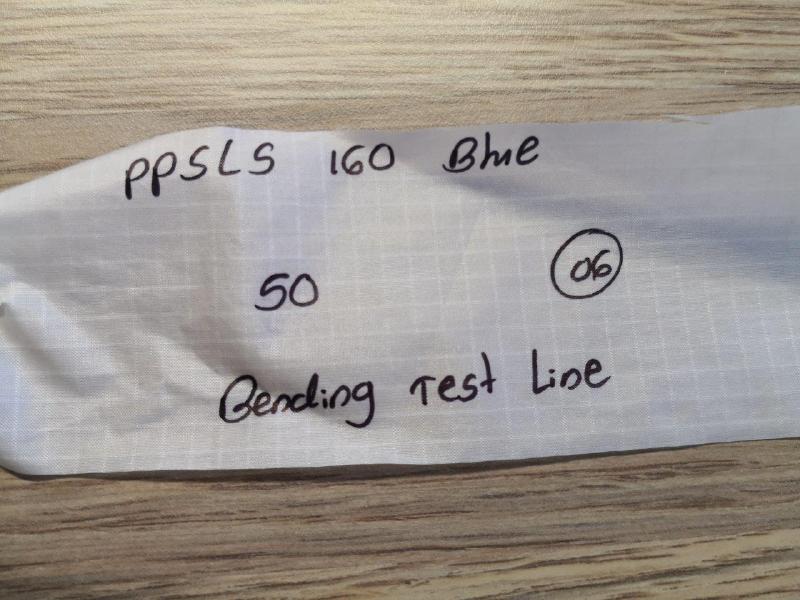 PPSLS 160 Blue
50 06
Bending Test Line